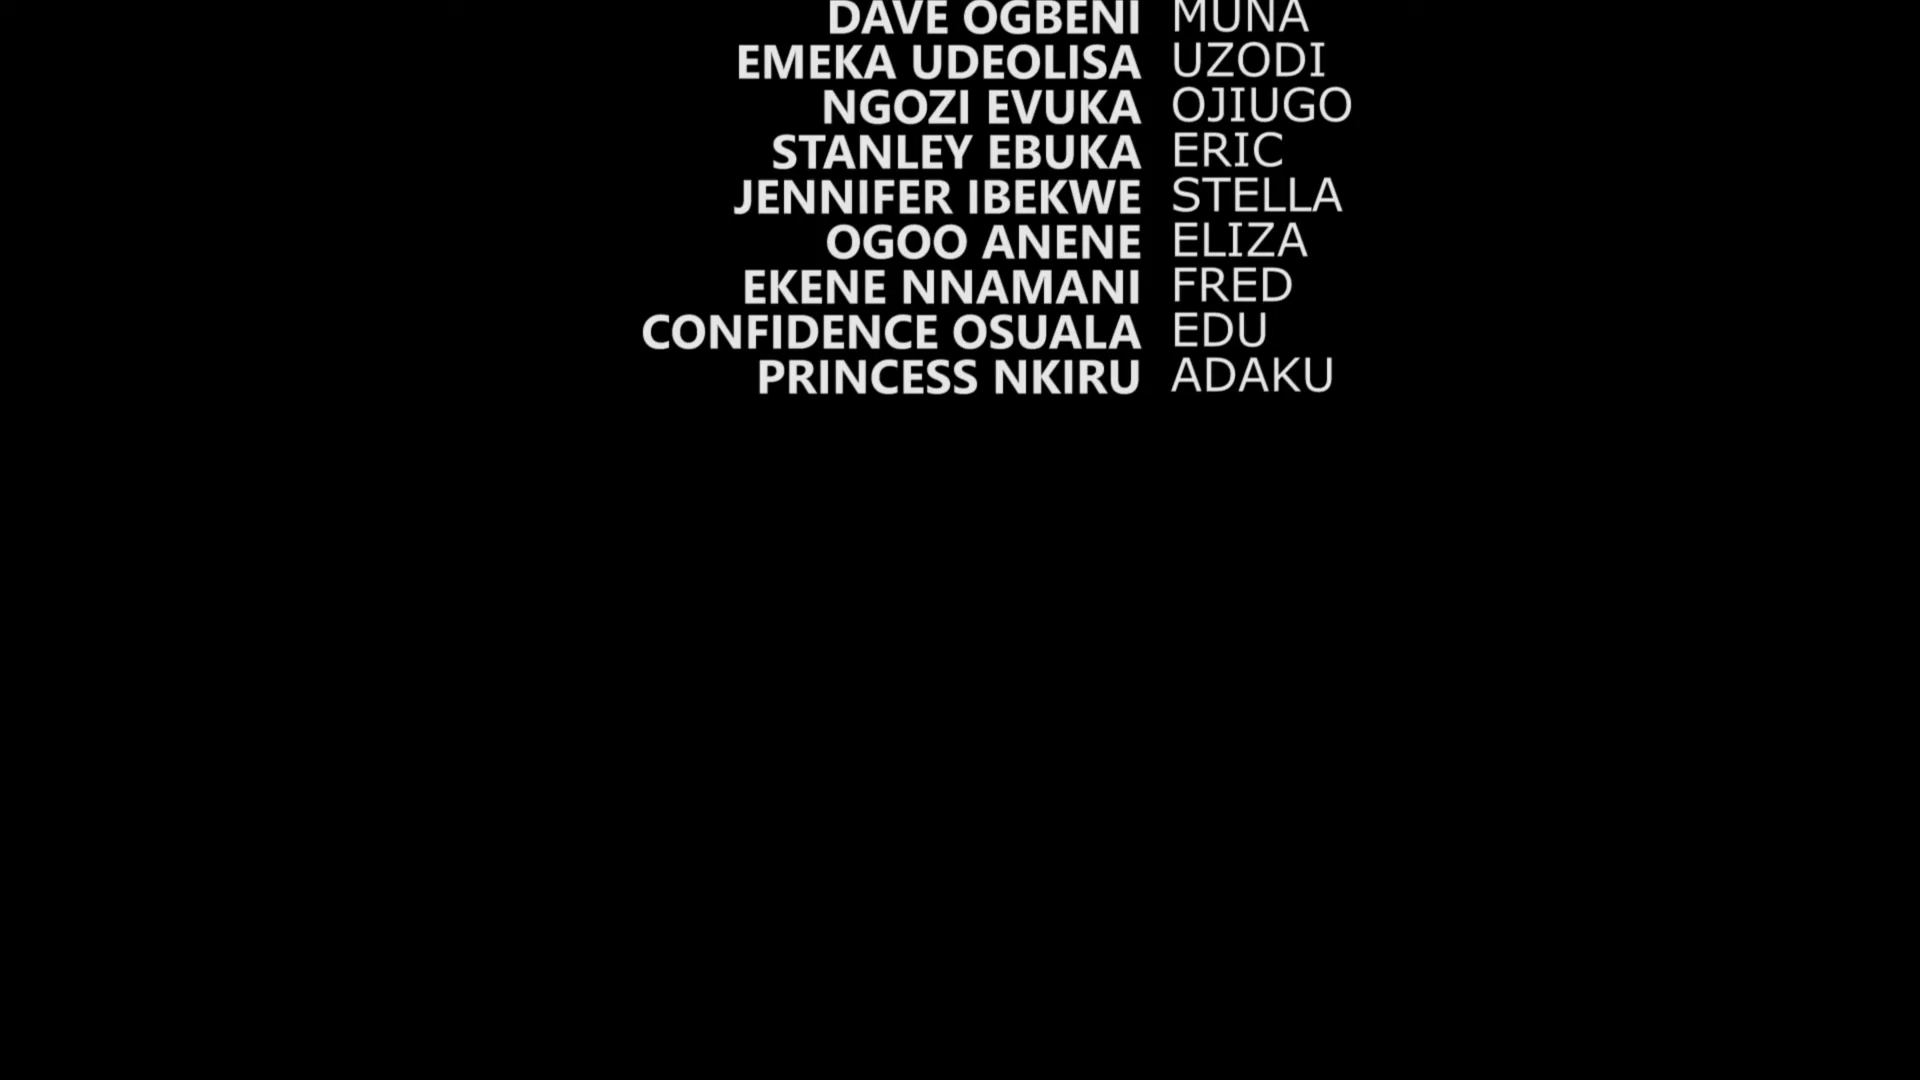 DAVE OGBENI MUNA
EMEKA UDEOLISA UZODI
NGOZI EVUKA OJIUGO
STANLEY EBUKA ERIC
JENNIFER IBEKWE STELLA
OGOO ANENE ELIZA
EKENE NNAMANI FRED
CONFIDENCE OSUALA EDU
PRINCESS NKIRU ADAKU